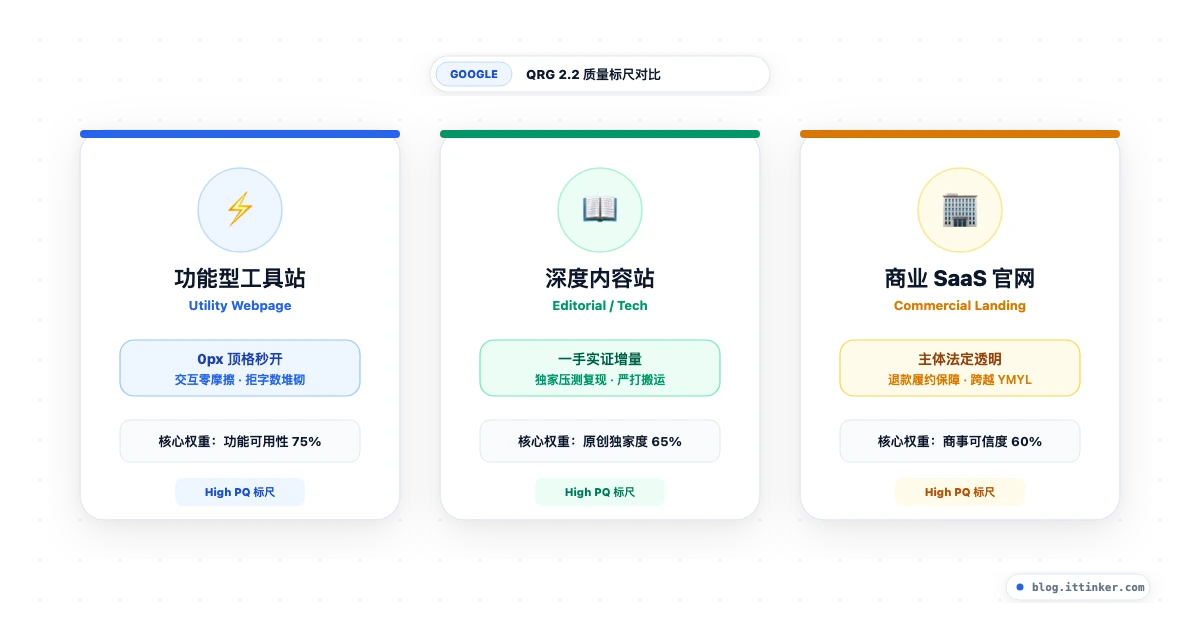 GOOGLE QRG 2.2 质量标尺对比
功能型工具站
Utility Webpage
0px 顶格秒开
交互零摩擦 · 拒字数堆砌
核心权重：功能可用性 75%
High PQ 标尺
深度内容站
Editorial / Tech
一手实证增量
独家压测复现 · 严打搬运
核心权重：原创独家度 65%
High PQ 标尺
商业 SaaS 官网
Commercial Landing
主体法定透明
退款履约保障 · 跨越 YMYL
核心权重：商事可信度 60%
High PQ 标尺
blog.ittinker.com